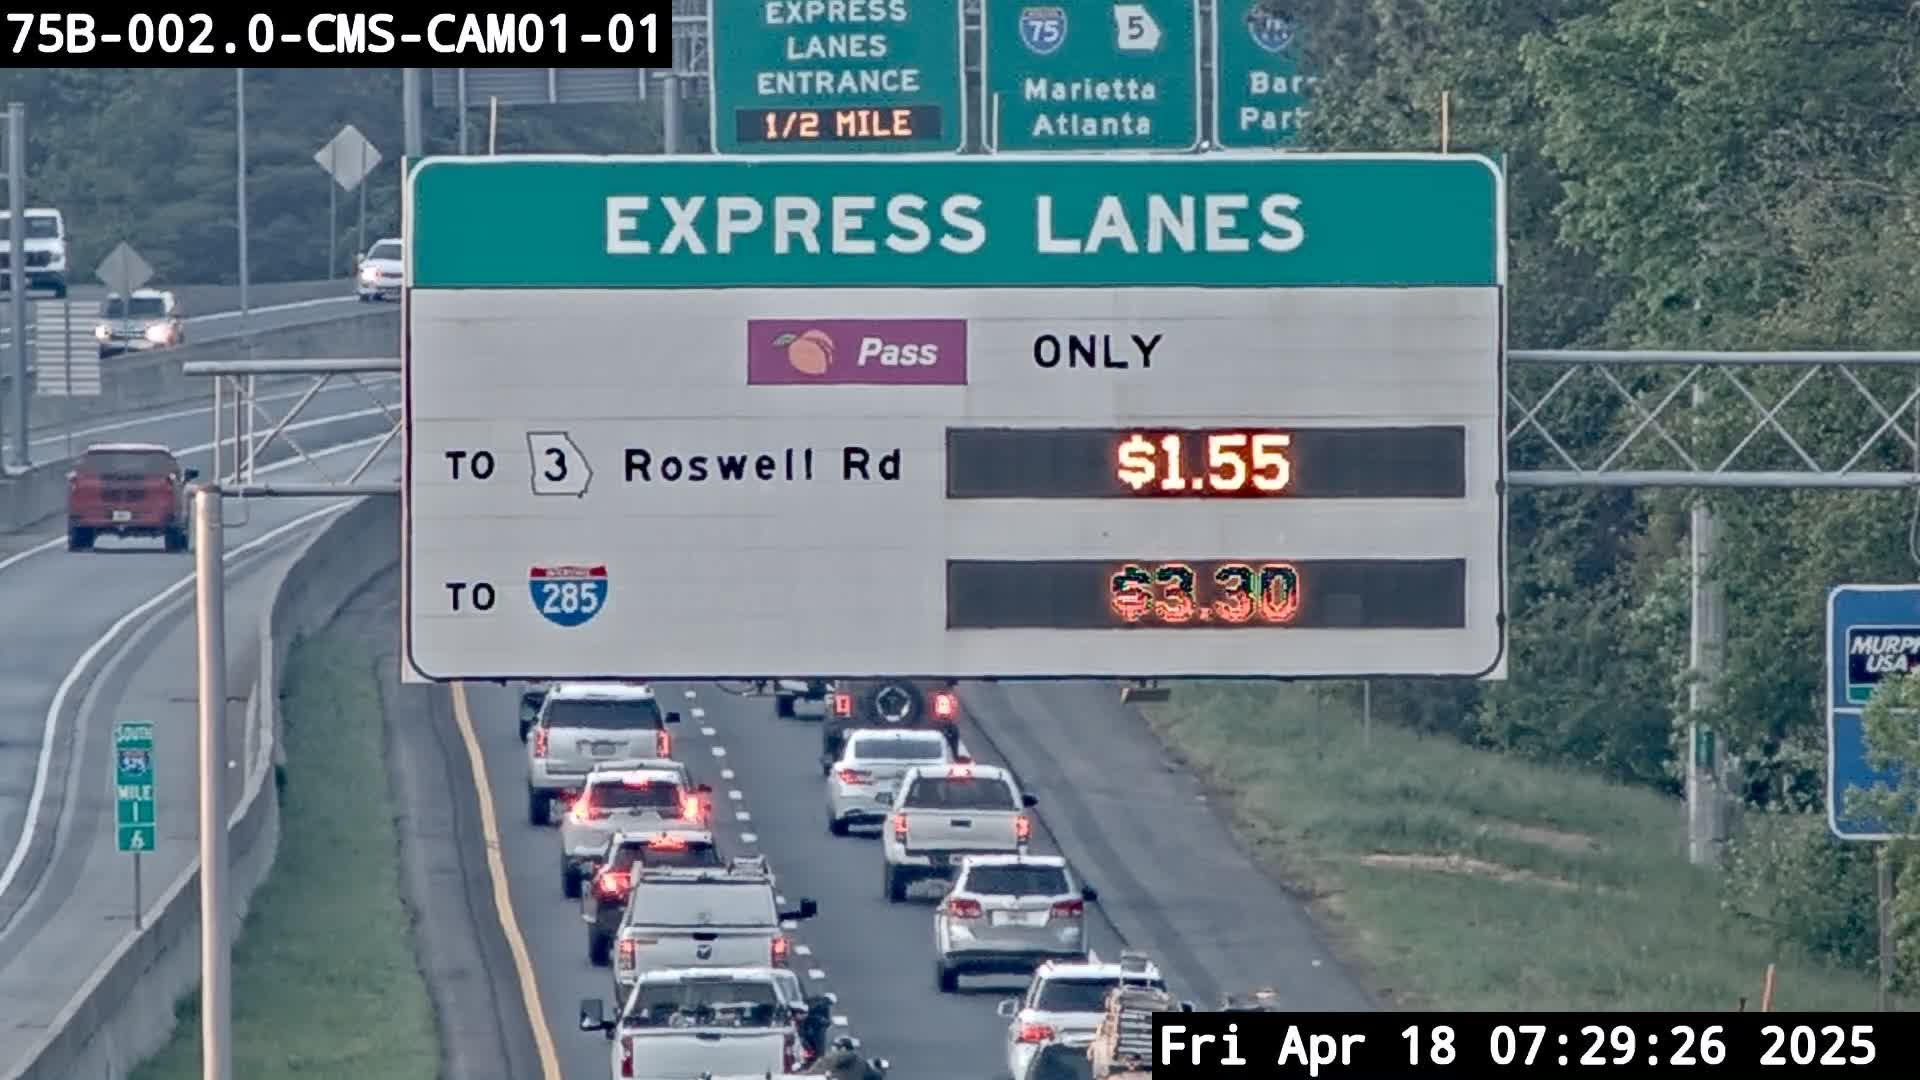 75B-002.0-CMS-CAM01-01
EXPRESS
LANES
ENTRANCE
1/2 MILE
75 5
Marietta
Atlanta
EXPRESS LANES
Pass ONLY
TO 3 Roswell Rd $1.55
TO 285 $3.30
SOUTH
575
MILE
1
MURPHY
USA
Fri Apr 18 07:29:26 2025